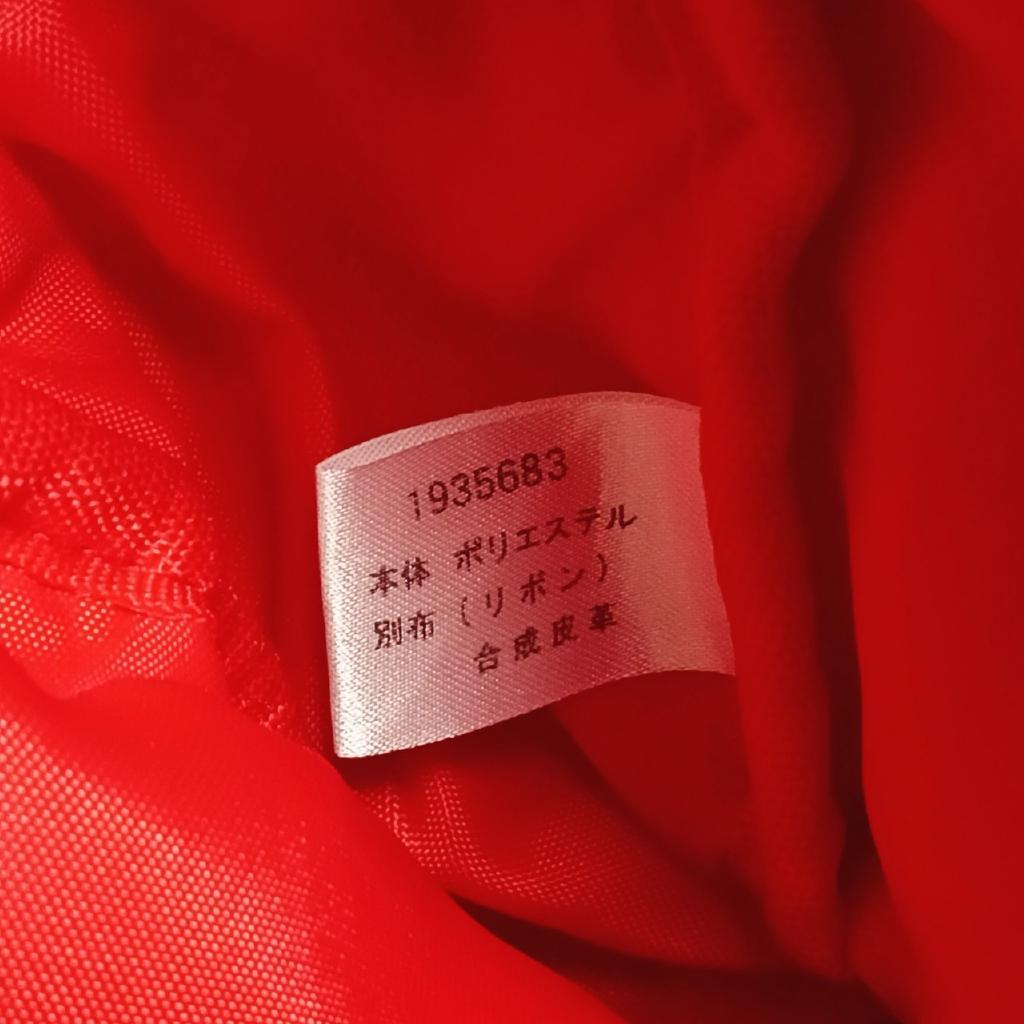 1935683
本体 ポリエステル
別布（リボン）
合成皮革